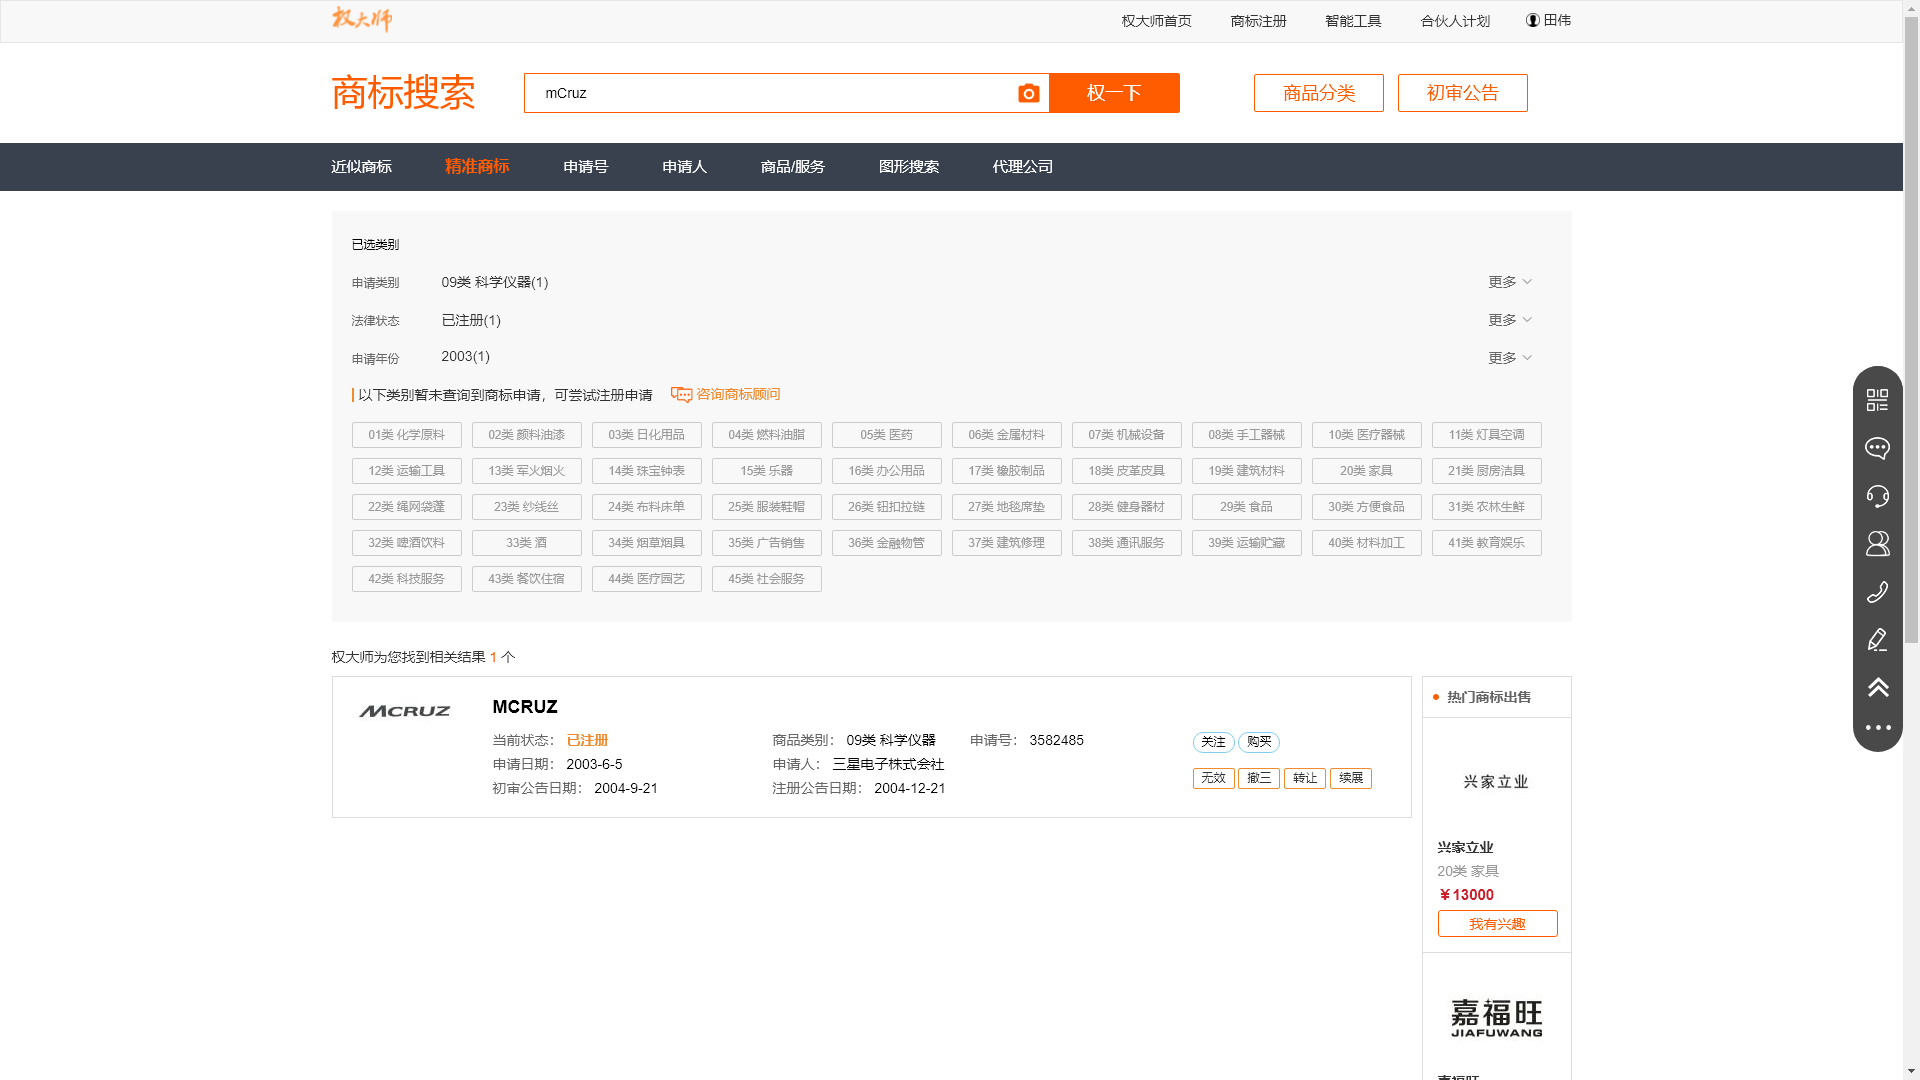 权大师 权大师首页 商标注册 智能工具 合伙人计划 田伟
商标搜索 mCruz 权一下 商品分类 初审公告
近似商标 精准商标 申请号 申请人 商品/服务 图形搜索 代理公司
已选类别
申请类别 09类 科学仪器(1) 更多
法律状态 已注册(1) 更多
申请年份 2003(1) 更多
以下类别暂未查询到商标申请，可尝试注册申请 咨询商标顾问
01类 化学原料 02类 颜料油漆 03类 日化用品 04类 燃料油脂 05类 医药 06类 金属材料 07类 机械设备 08类 手工器械 10类 医疗器械 11类 灯具空调
12类 运输工具 13类 军火烟火 14类 珠宝钟表 15类 乐器 16类 办公用品 17类 橡胶制品 18类 皮革皮具 19类 建筑材料 20类 家具 21类 厨房洁具
22类 绳网袋蓬 23类 纱线丝 24类 布料床单 25类 服装鞋帽 26类 钮扣拉链 27类 地毯席垫 28类 健身器材 29类 食品 30类 方便食品 31类 农林生鲜
32类 啤酒饮料 33类 酒 34类 烟草烟具 35类 广告销售 36类 金融物管 37类 建筑修理 38类 通讯服务 39类 运输贮藏 40类 材料加工 41类 教育娱乐
42类 科技服务 43类 餐饮住宿 44类 医疗园艺 45类 社会服务
权大师为您找到相关结果 1 个
MCRUZ MCRUZ
当前状态： 已注册 商品类别： 09类 科学仪器 申请号： 3582485 关注 购买
申请日期： 2003-6-5 申请人： 三星电子株式会社
初审公告日期： 2004-9-21 注册公告日期： 2004-12-21 无效 撤三 转让 续展
热门商标出售
兴家立业
兴家立业
20类 家具
￥13000
我有兴趣
嘉福旺
JIAFUWANG
嘉福旺